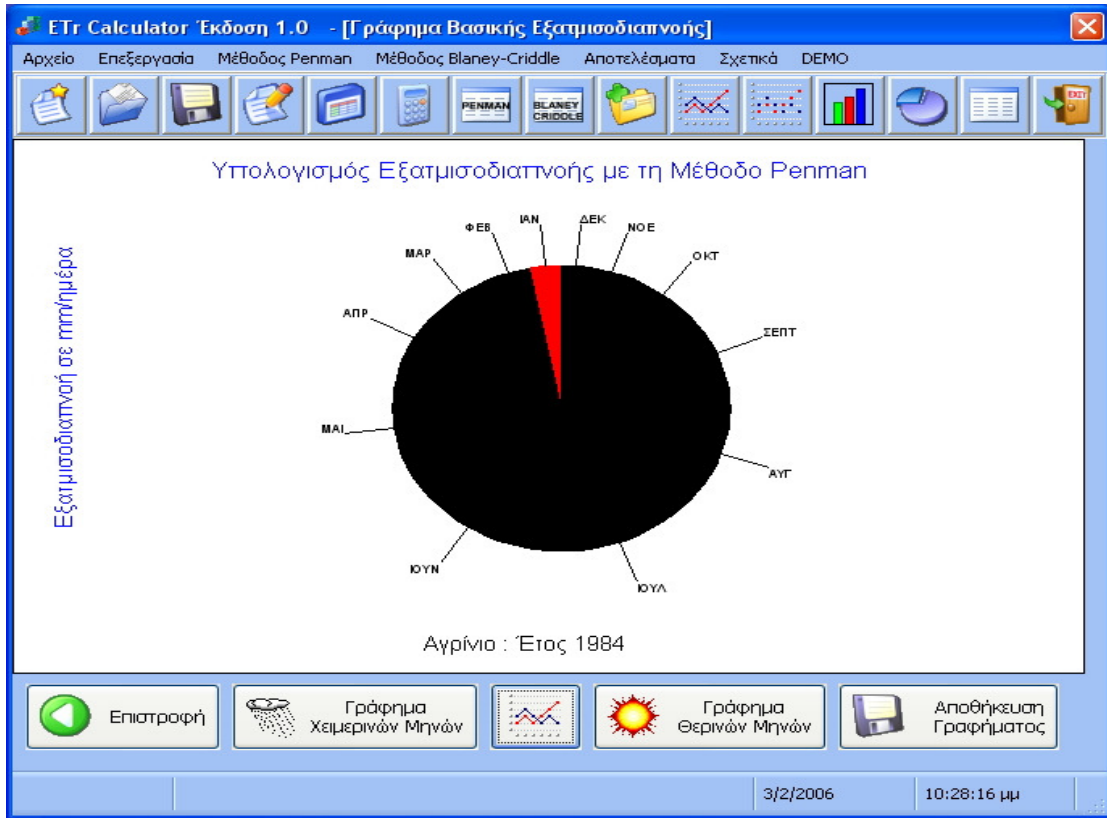 ETr Calculator Έκδοση 1.0 - [Γράφημα Βασικής Εξατμισοδιαπνοής]
Αρχείο Επεξεργασία Μέθοδος Penman Μέθοδος Blaney-Criddle Αποτελέσματα Σχετικά DEMO
PENMAN
BLANEY
CRIDDLE
EXIT
Υπολογισμός Εξατμισοδιαπνοής με τη Μέθοδο Penman
Εξατμισοδιαπνοή σε mm/ημέρα
ΙΑΝ
ΔΕΚ
ΦΕΒ
ΝΟΕ
ΜΑΡ
ΟΚΤ
ΑΠΡ
ΣΕΠΤ
ΜΑΙ
ΑΥΓ
ΙΟΥΝ
ΙΟΥΛ
Αγρίνιο : Έτος 1984
Επιστροφή
Γράφημα
Χειμερινών Μηνών
Γράφημα
Θερινών Μηνών
Αποθήκευση
Γραφήματος
3/2/2006
10:28:16 μμ